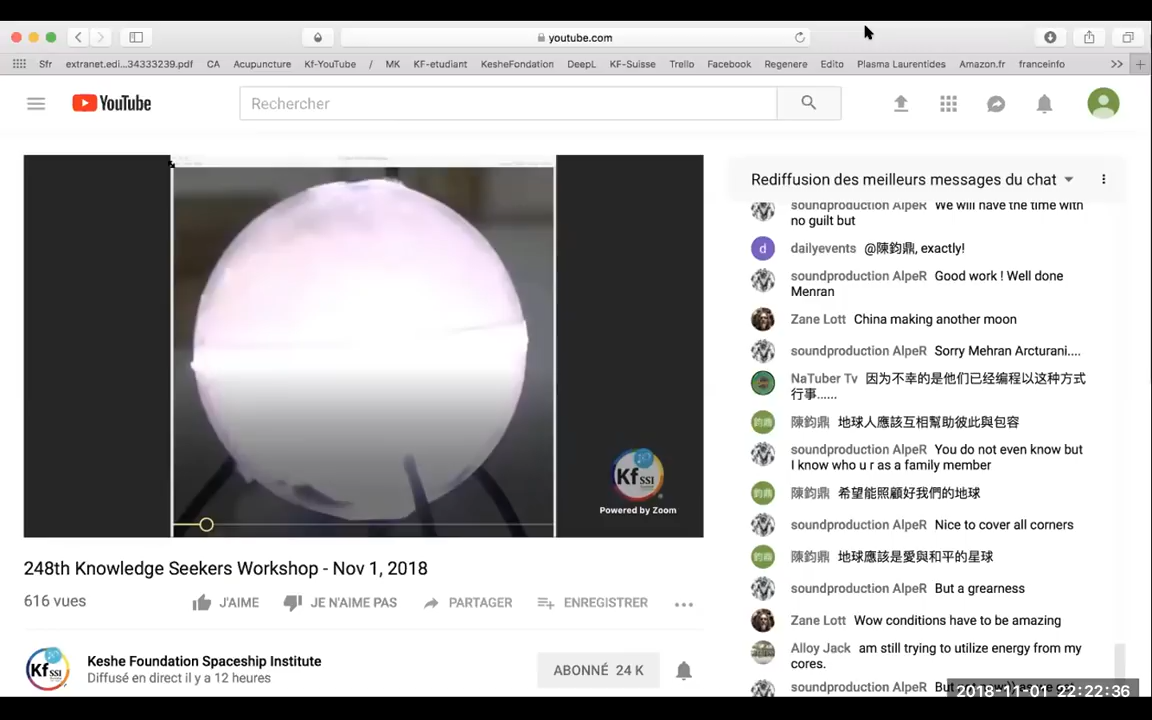 youtube.com
Sfr extranet.edi...34333239.pdf CA Acupuncture Kf-YouTube / MK KF-etudiant KesheFondation DeepL KF-Suisse Trello Facebook Regenere Edito Plasma Laurentides Amazon.fr franceinfo
YouTube
Rechercher
Kf SSI
Powered by Zoom
248th Knowledge Seekers Workshop - Nov 1, 2018
616 vues
J'AIME JE N'AIME PAS PARTAGER ENREGISTRER
Kf SSI
Keshe Foundation Spaceship Institute
Diffusé en direct il y a 12 heures
ABONNÉ 24 K
Rediffusion des meilleurs messages du chat
soundproduction AlpeR We will have the time with
no guilt but
d dailyevents @陳鈞鼎, exactly!
soundproduction AlpeR Good work ! Well done
Menran
Zane Lott China making another moon
soundproduction AlpeR Sorry Mehran Arcturani....
NaTuber Tv 因为不幸的是他们已经编程以这种方式
行事......
鈞鼎 陳鈞鼎 地球人應該互相幫助彼此與包容
soundproduction AlpeR You do not even know but
I know who u r as a family member
鈞鼎 陳鈞鼎 希望能照顧好我們的地球
soundproduction AlpeR Nice to cover all corners
鈞鼎 陳鈞鼎 地球應該是愛與和平的星球
soundproduction AlpeR But a grearness
Zane Lott Wow conditions have to be amazing
Alloy Jack am still trying to utilize energy from my
cores.
soundproduction AlpeR
2018-11-01 22:22:36